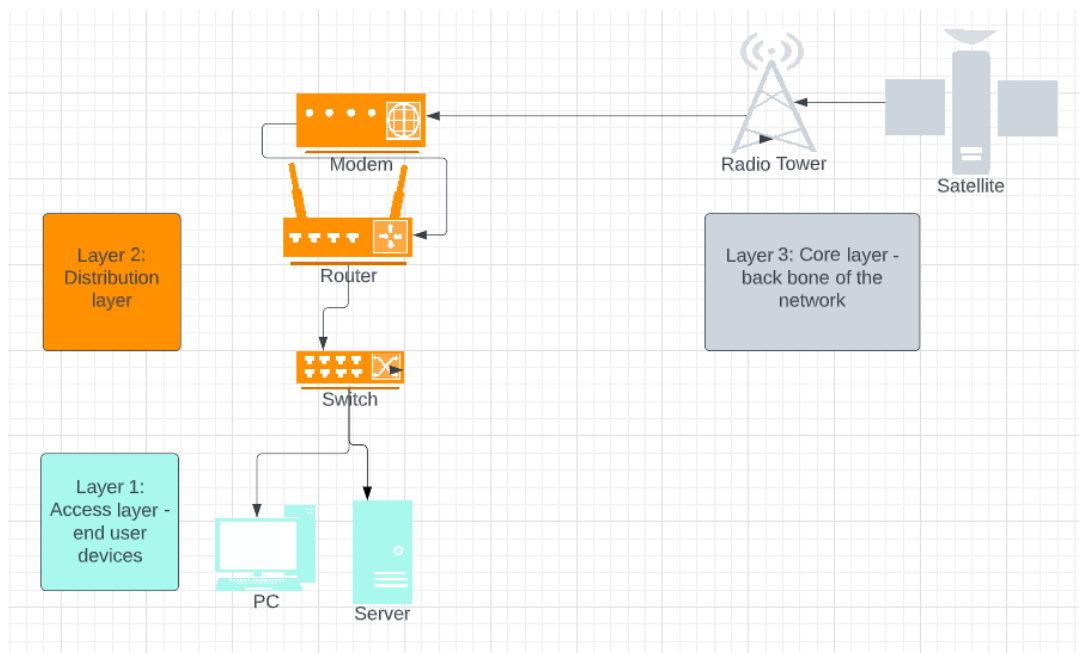 Modem
Radio Tower
Satellite
Layer 2:
Distribution
layer
Router
Layer 3: Core layer -
back bone of the
network
Switch
Layer 1:
Access layer -
end user
devices
PC
Server